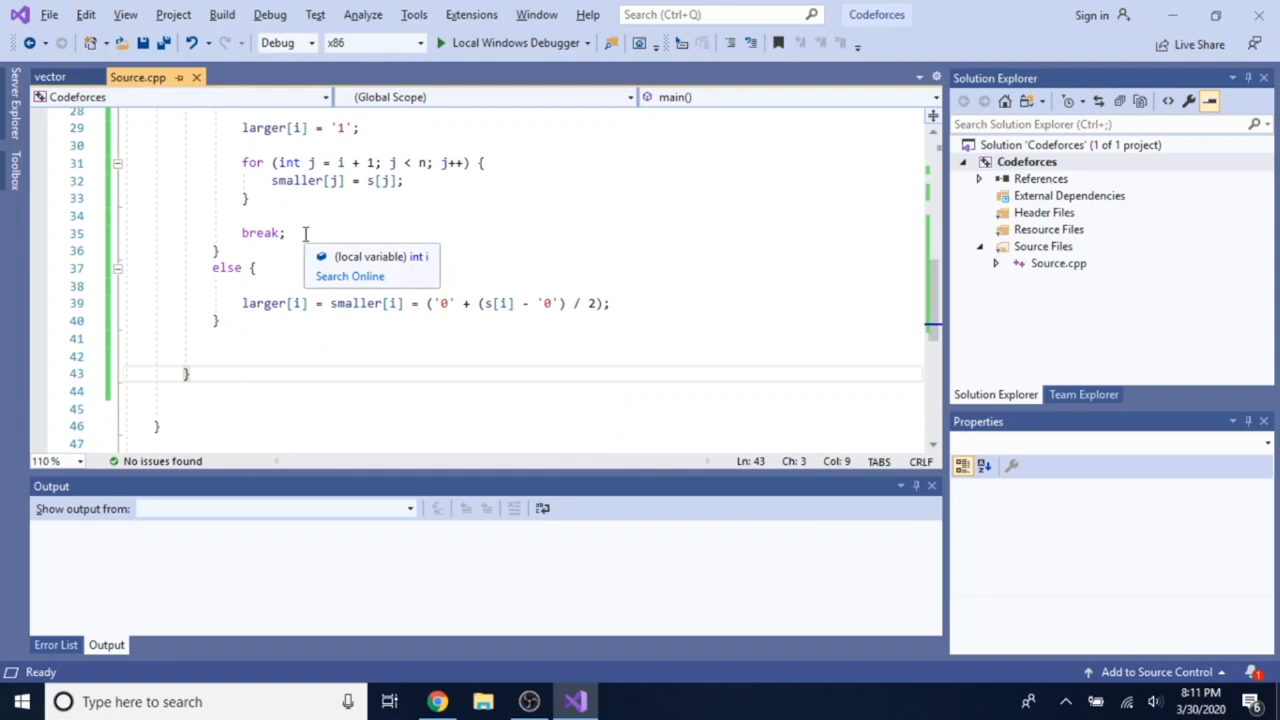 File Edit View Project Build Debug Test Analyze Tools Extensions Window Help Search (Ctrl+Q) Codeforces Sign in
Debug x86 Local Windows Debugger Live Share
Server Explorer
Toolbox
vector Source.cpp
Codeforces (Global Scope) main()
28
29 larger[i] = '1';
30
31 for (int j = i + 1; j < n; j++) {
32 smaller[j] = s[j];
33 }
34
35 break;
36 }
37 else {
38
39 larger[i] = smaller[i] = ('0' + (s[i] - '0') / 2);
40 }
41
42
43 }
44
45
46 }
47
(local variable) int i
Search Online
110 % No issues found Ln: 43 Ch: 3 Col: 9 TABS CRLF
Output
Show output from:
Error List Output
Solution Explorer
Search Solution Explorer (Ctrl+;)
Solution 'Codeforces' (1 of 1 project)
Codeforces
References
External Dependencies
Header Files
Resource Files
Source Files
Source.cpp
Solution Explorer Team Explorer
Properties
Ready Add to Source Control 1
Type here to search
8:11 PM
3/30/2020
6